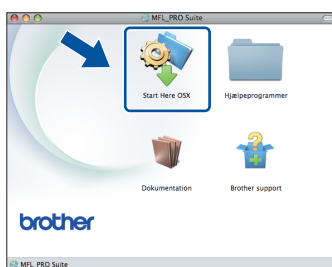 MFL_PRO Suite
Start Here OSX
Hjælpeprogrammer
Dokumentation
Brother support
brother
MFL_PRO Suite